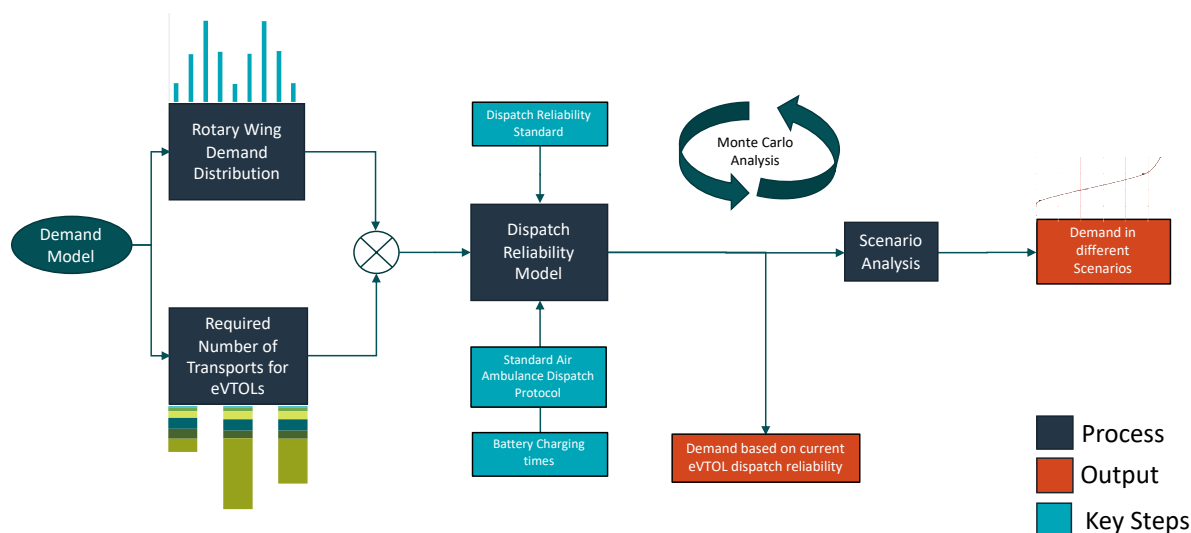 Rotary Wing
Demand
Distribution
Demand
Model
Required
Number of
Transports for
eVTOLs
Dispatch Reliability
Standard
Dispatch
Reliability
Model
Standard Air
Ambulance Dispatch
Protocol
Battery Charging
times
Monte Carlo
Analysis
Demand based on current
eVTOL dispatch reliability
Scenario
Analysis
Demand in
different
Scenarios
Process
Output
Key Steps